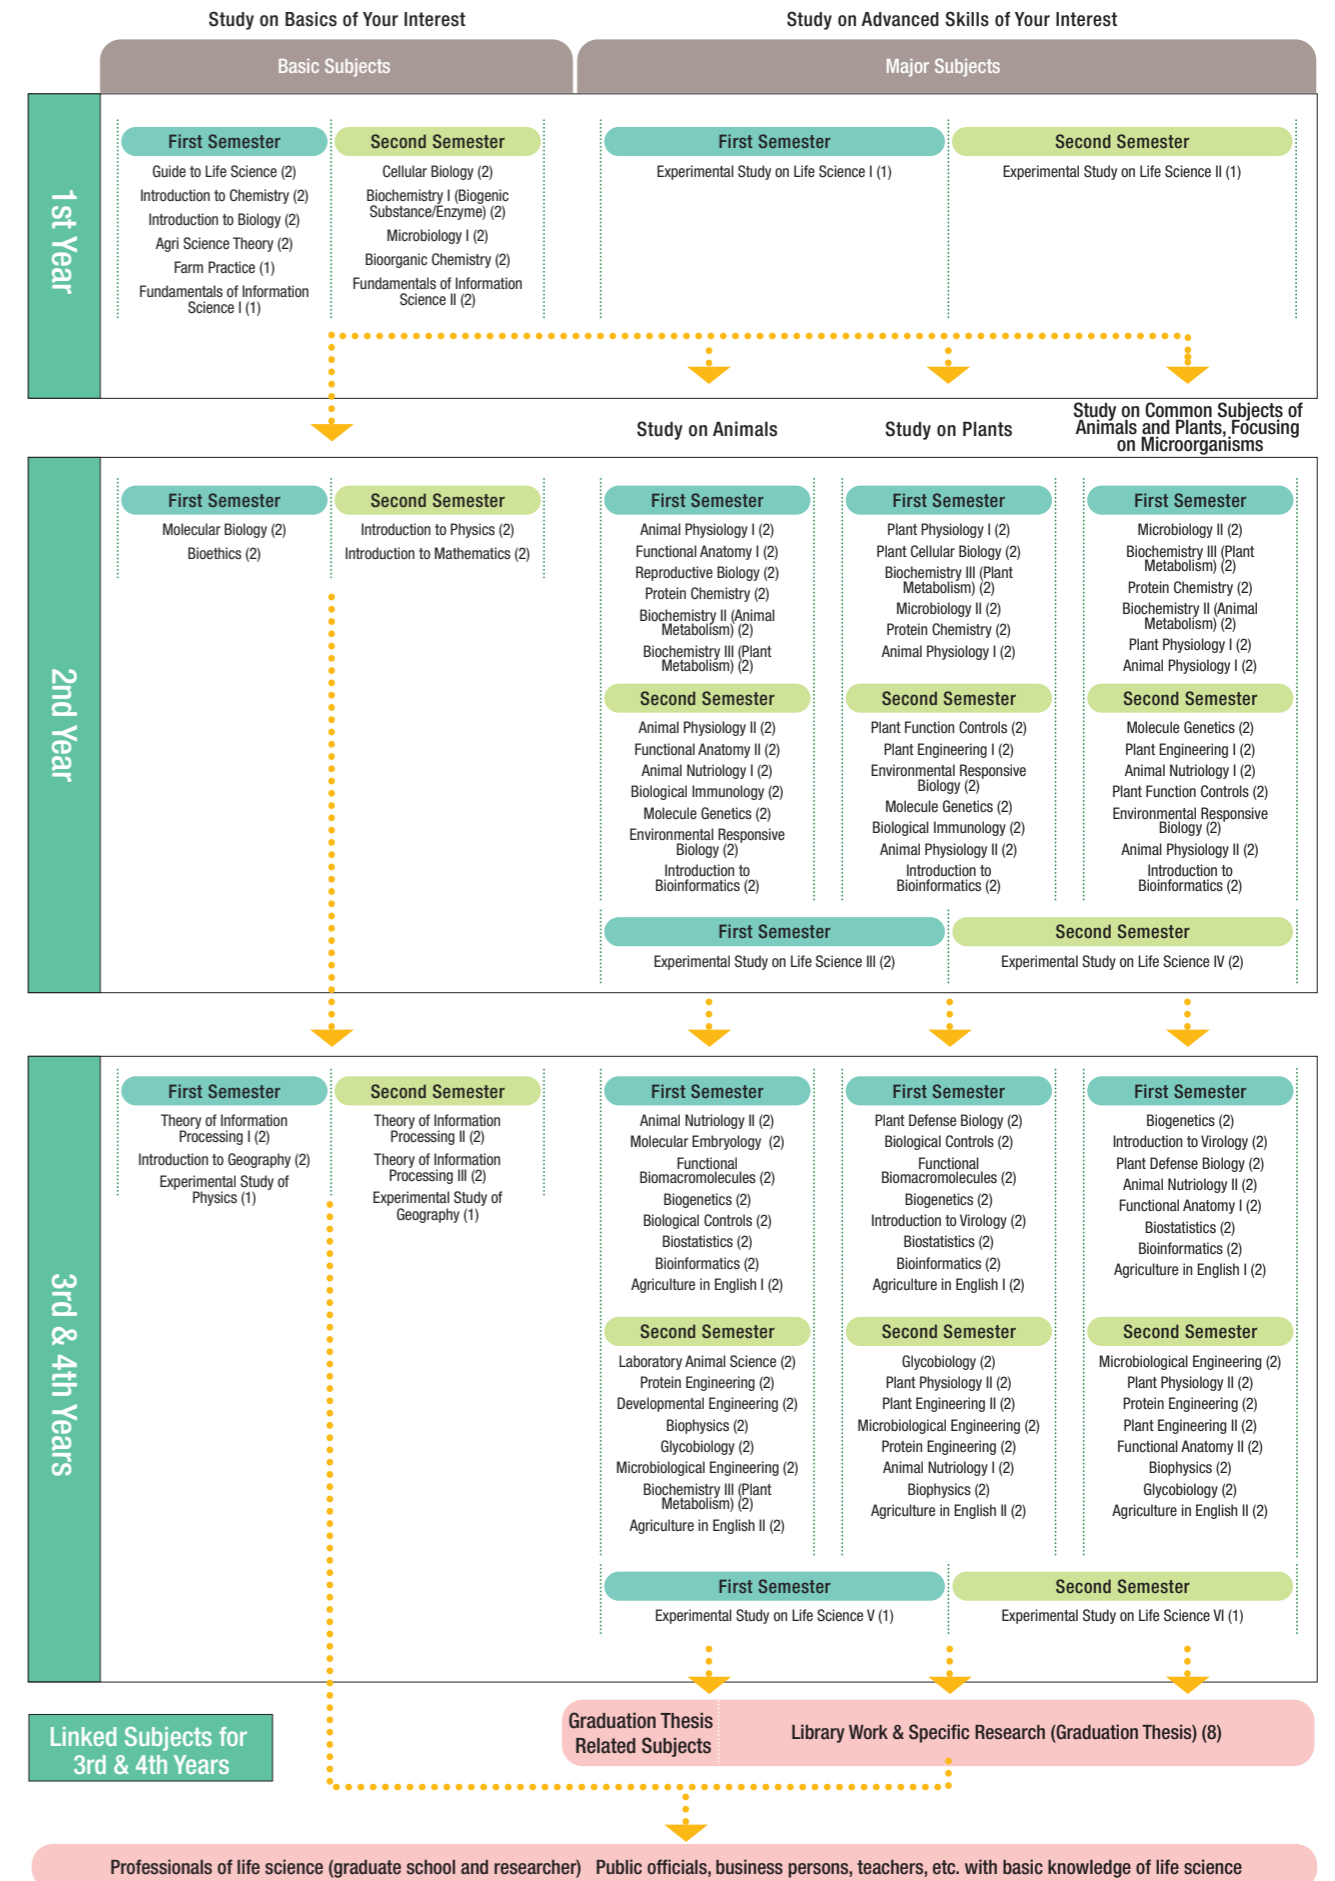 Study on Basics of Your Interest
Study on Advanced Skills of Your Interest
Basic Subjects
Major Subjects
1st Year
First Semester
Guide to Life Science (2)
Introduction to Chemistry (2)
Introduction to Biology (2)
Agri Science Theory (2)
Farm Practice (1)
Fundamentals of Information
Science I (1)
Second Semester
Cellular Biology (2)
Biochemistry I (Biogenic
Substance/Enzyme) (2)
Microbiology I (2)
Bioorganic Chemistry (2)
Fundamentals of Information
Science II (2)
First Semester
Experimental Study on Life Science I (1)
Second Semester
Experimental Study on Life Science II (1)
Study on Animals
Study on Plants
Study on Common Subjects of
Animals and Plants, Focusing
on Microorganisms
2nd Year
First Semester
Molecular Biology (2)
Bioethics (2)
Second Semester
Introduction to Physics (2)
Introduction to Mathematics (2)
First Semester
Animal Physiology I (2)
Functional Anatomy I (2)
Reproductive Biology (2)
Protein Chemistry (2)
Biochemistry II (Animal
Metabolism) (2)
Biochemistry III (Plant
Metabolism) (2)
Second Semester
Animal Physiology II (2)
Functional Anatomy II (2)
Animal Nutriology I (2)
Biological Immunology (2)
Molecule Genetics (2)
Environmental Responsive
Biology (2)
Introduction to
Bioinformatics (2)
First Semester
Plant Physiology I (2)
Plant Cellular Biology (2)
Biochemistry III (Plant
Metabolism) (2)
Microbiology II (2)
Protein Chemistry (2)
Animal Physiology I (2)
Second Semester
Plant Function Controls (2)
Plant Engineering I (2)
Environmental Responsive
Biology (2)
Molecule Genetics (2)
Biological Immunology (2)
Animal Physiology II (2)
Introduction to
Bioinformatics (2)
First Semester
Microbiology II (2)
Biochemistry III (Plant
Metabolism) (2)
Protein Chemistry (2)
Biochemistry II (Animal
Metabolism) (2)
Plant Physiology I (2)
Animal Physiology I (2)
Second Semester
Molecule Genetics (2)
Plant Engineering I (2)
Animal Nutriology I (2)
Plant Function Controls (2)
Environmental Responsive
Biology (2)
Animal Physiology II (2)
Introduction to
Bioinformatics (2)
First Semester
Experimental Study on Life Science III (2)
Second Semester
Experimental Study on Life Science IV (2)
3rd & 4th Years
First Semester
Theory of Information
Processing I (2)
Introduction to Geography (2)
Experimental Study of
Physics (1)
Second Semester
Theory of Information
Processing II (2)
Theory of Information
Processing III (2)
Experimental Study of
Geography (1)
First Semester
Animal Nutriology II (2)
Molecular Embryology (2)
Functional
Biomacromolecules (2)
Biogenetics (2)
Biological Controls (2)
Biostatistics (2)
Bioinformatics (2)
Agriculture in English I (2)
Second Semester
Laboratory Animal Science (2)
Protein Engineering (2)
Developmental Engineering (2)
Biophysics (2)
Glycobiology (2)
Microbiological Engineering (2)
Biochemistry III (Plant
Metabolism) (2)
Agriculture in English II (2)
First Semester
Plant Defense Biology (2)
Biological Controls (2)
Functional
Biomacromolecules (2)
Biogenetics (2)
Introduction to Virology (2)
Biostatistics (2)
Bioinformatics (2)
Agriculture in English I (2)
Second Semester
Glycobiology (2)
Plant Physiology II (2)
Plant Engineering II (2)
Microbiological Engineering (2)
Protein Engineering (2)
Animal Nutriology I (2)
Biophysics (2)
Agriculture in English II (2)
First Semester
Biogenetics (2)
Introduction to Virology (2)
Plant Defense Biology (2)
Animal Nutriology II (2)
Functional Anatomy I (2)
Biostatistics (2)
Bioinformatics (2)
Agriculture in English I (2)
Second Semester
Microbiological Engineering (2)
Plant Physiology II (2)
Protein Engineering (2)
Plant Engineering II (2)
Functional Anatomy II (2)
Biophysics (2)
Glycobiology (2)
Agriculture in English II (2)
First Semester
Experimental Study on Life Science V (1)
Second Semester
Experimental Study on Life Science VI (1)
Linked Subjects for
3rd & 4th Years
Graduation Thesis
Related Subjects
Library Work & Specific Research (Graduation Thesis) (8)
Professionals of life science (graduate school and researcher) Public officials, business persons, teachers, etc. with basic knowledge of life science